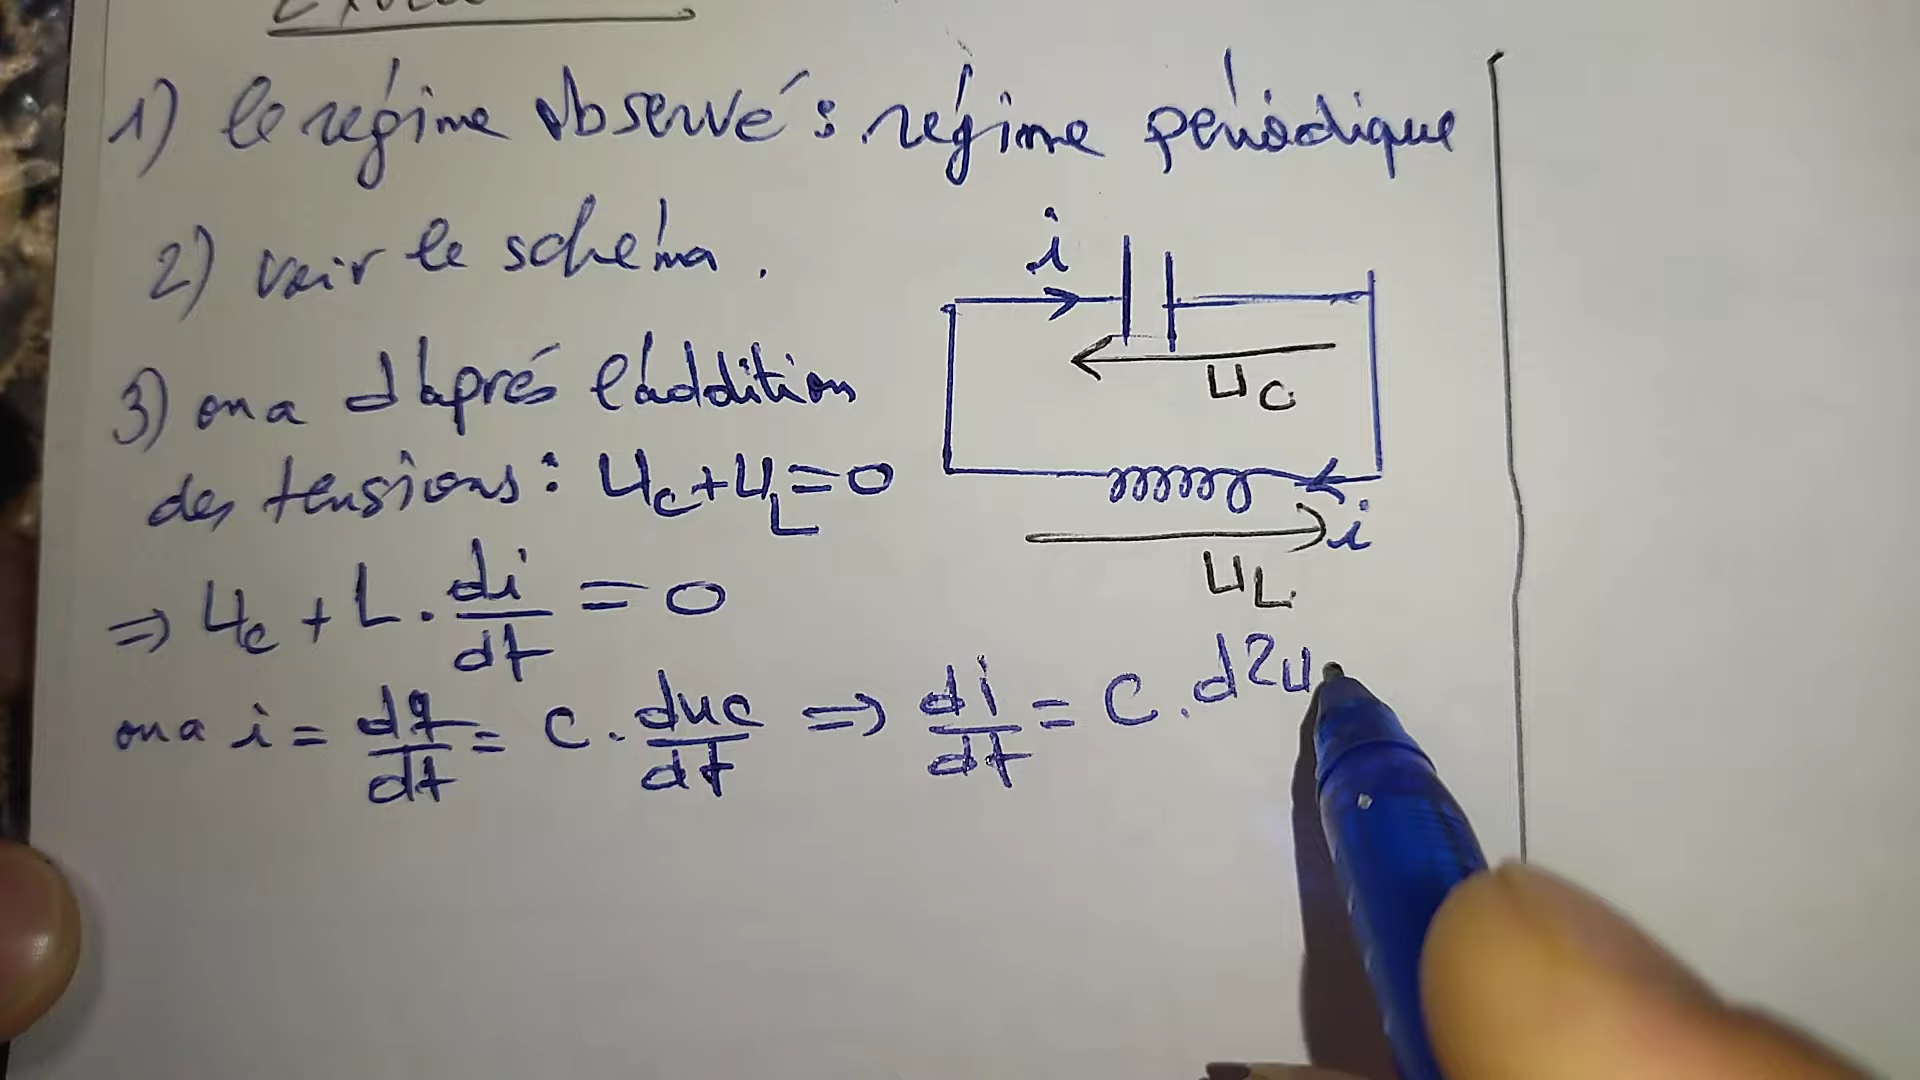 1) le régime observé : régime périodique
2) voir le schéma.
3) on a d'aprés l'addition
des tensions : uc + uL = 0
⇒ uc + L . di/dt = 0
on a i = dq/dt = C . duc/dt ⇒ di/dt = C . d2u
i
uc
i
uL